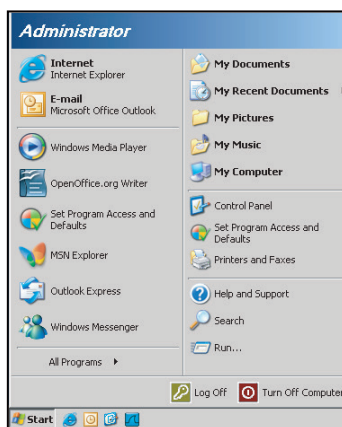 Administrator
Internet
Internet Explorer
E-mail
Microsoft Office Outlook
Windows Media Player
OpenOffice.org Writer
Set Program Access and
Defaults
MSN Explorer
Outlook Express
Windows Messenger
All Programs
My Documents
My Recent Documents
My Pictures
My Music
My Computer
Control Panel
Set Program Access and
Defaults
Printers and Faxes
Help and Support
Search
Run...
Log Off
Turn Off Computer
Start